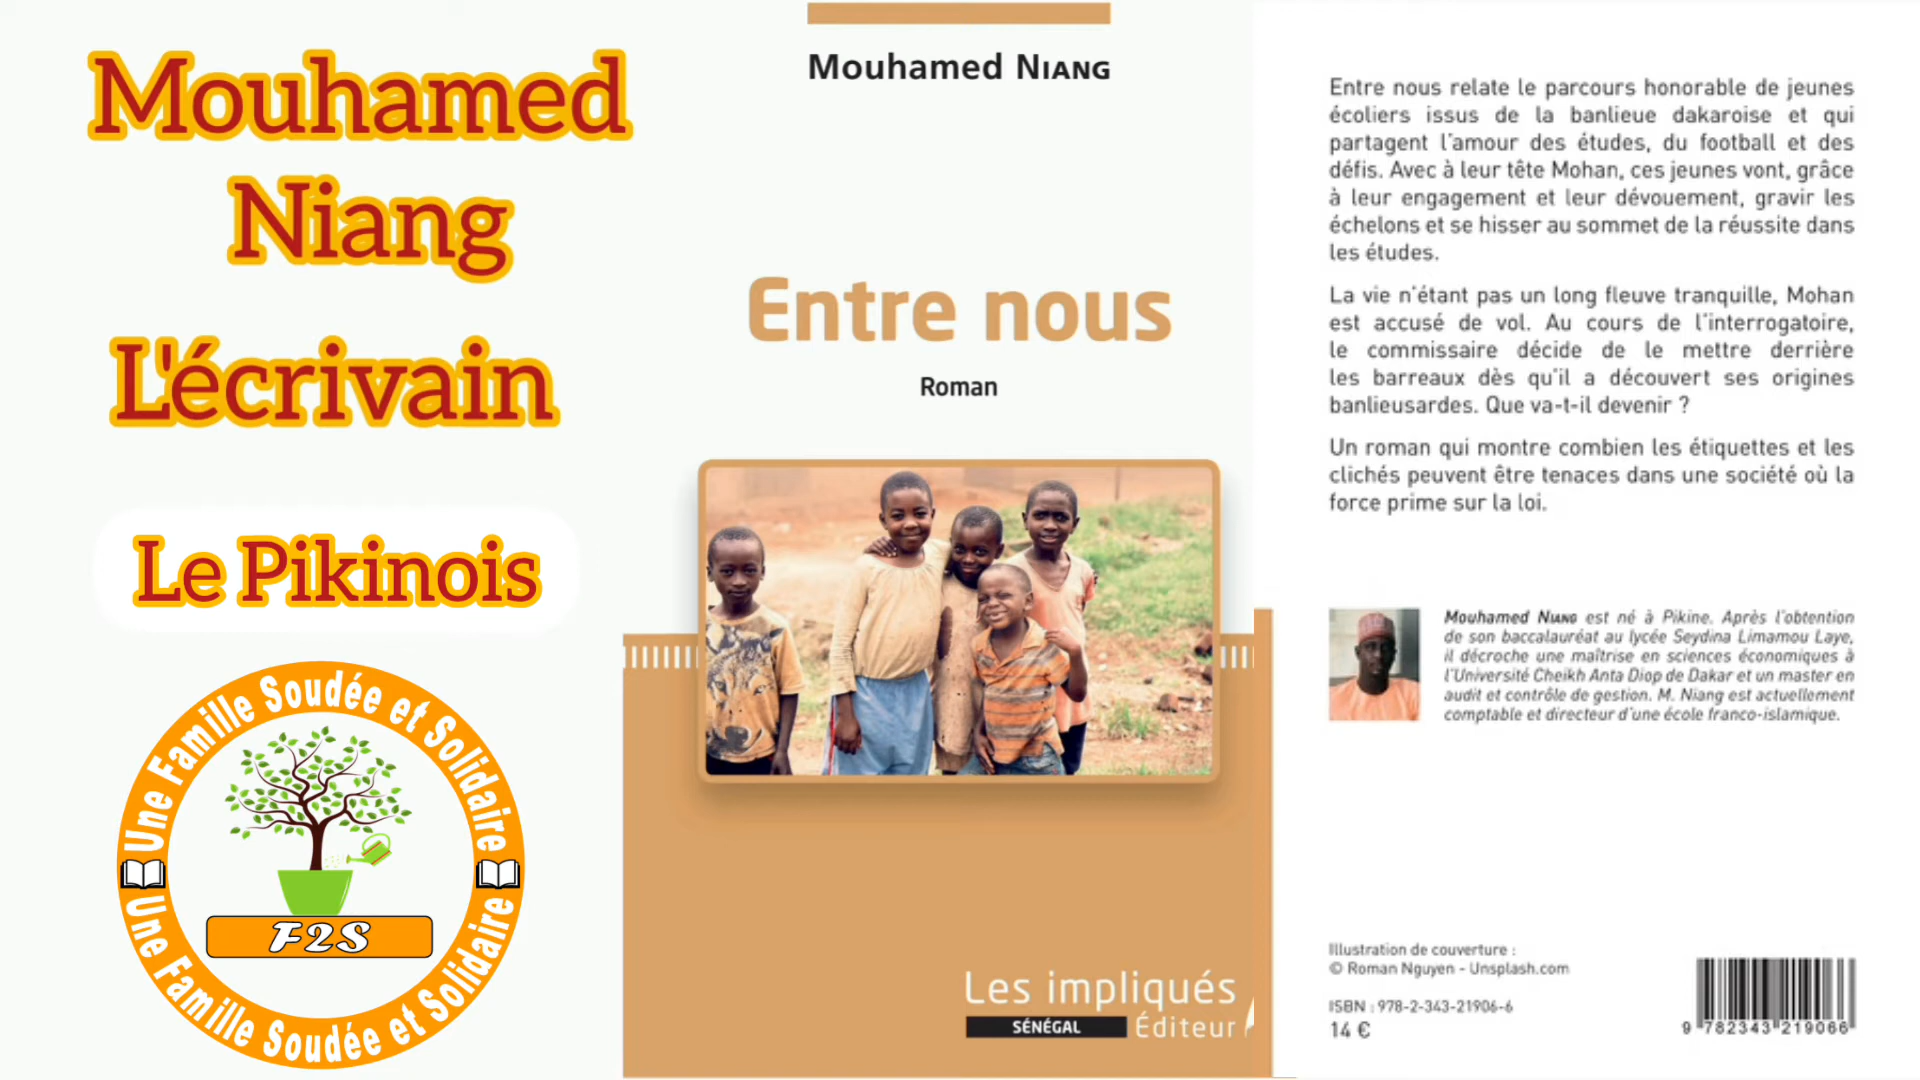 Mouhamed
Niang
L'écrivain
Le Pikinois
Une Famille Soudée et Solidaire
F2S
Une Famille Soudée et Solidaire
Mouhamed NIANG
Entre nous
Roman
Les impliqués
SÉNÉGAL Éditeur
Entre nous relate le parcours honorable de jeunes
écoliers issus de la banlieue dakaroise et qui
partagent l'amour des études, du football et des
défis. Avec à leur tête Mohan, ces jeunes vont, grâce
à leur engagement et leur dévouement, gravir les
échelons et se hisser au sommet de la réussite dans
les études.
La vie n'étant pas un long fleuve tranquille, Mohan
est accusé de vol. Au cours de l'interrogatoire,
le commissaire décide de le mettre derrière
les barreaux dès qu'il a découvert ses origines
banlieusardes. Que va-t-il devenir ?
Un roman qui montre combien les étiquettes et les
clichés peuvent être tenaces dans une société où la
force prime sur la loi.
Mouhamed NIANG est né à Pikine. Après l'obtention
de son baccalauréat au lycée Seydina Limamou Laye,
il décroche une maîtrise en sciences économiques à
l'Université Cheikh Anta Diop de Dakar et un master en
audit et contrôle de gestion. M. Niang est actuellement
comptable et directeur d'une école franco-islamique.
Illustration de couverture :
© Roman Nguyen - Unsplash.com
ISBN : 978-2-343-21906-6
14 €
9 782343 219066